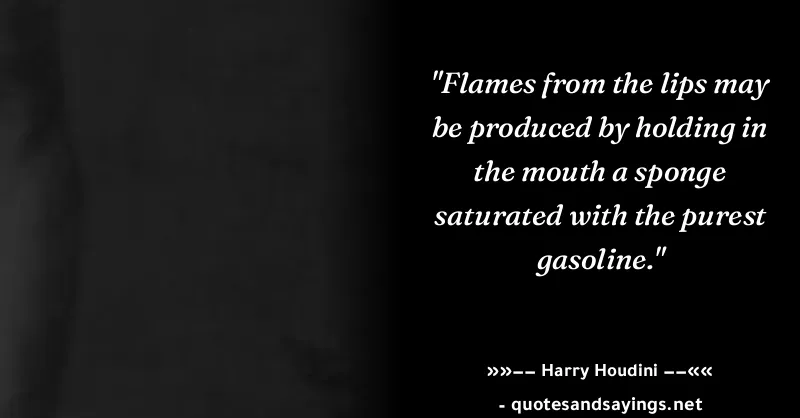 "Flames from the lips may
be produced by holding in
the mouth a sponge
saturated with the purest
gasoline."
»»-- Harry Houdini --««
- quotesandsayings.net